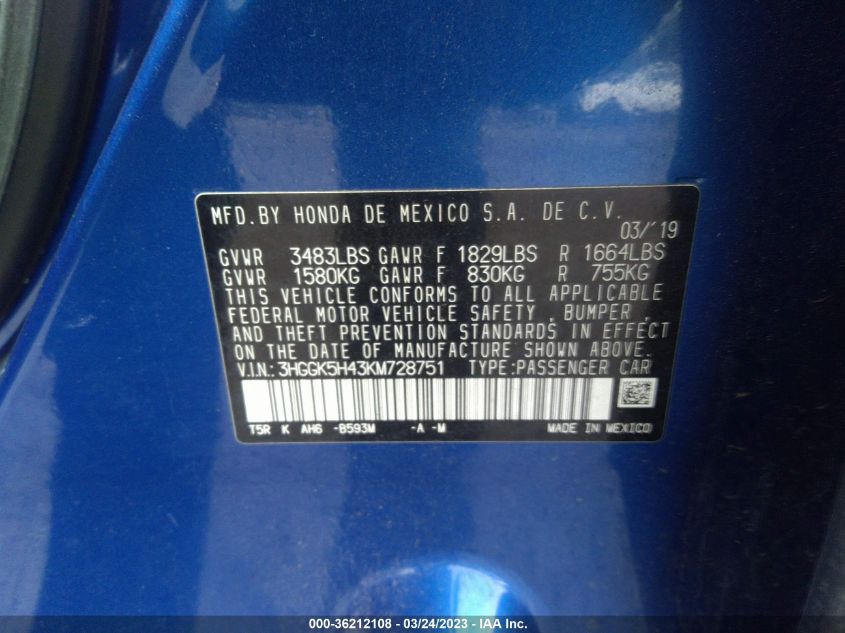 MFD.BY HONDA DE MEXICO S.A. DE C.V.
03/'19
GVWR 3483LBS GAWR F 1829LBS R 1664LBS
GVWR 1580KG GAWR F 830KG R 755KG
THIS VEHICLE CONFORMS TO ALL APPLICABLE
FEDERAL MOTOR VEHICLE SAFETY , BUMPER ,
AND THEFT PREVENTION STANDARDS IN EFFECT
ON THE DATE OF MANUFACTURE SHOWN ABOVE.
V.I.N.: 3HGGK5H43KM728751 TYPE:PASSENGER CAR
T5R K AH6 -B593M -A -M MADE IN MEXICO
000-36212108 - 03/24/2023 - IAA Inc.